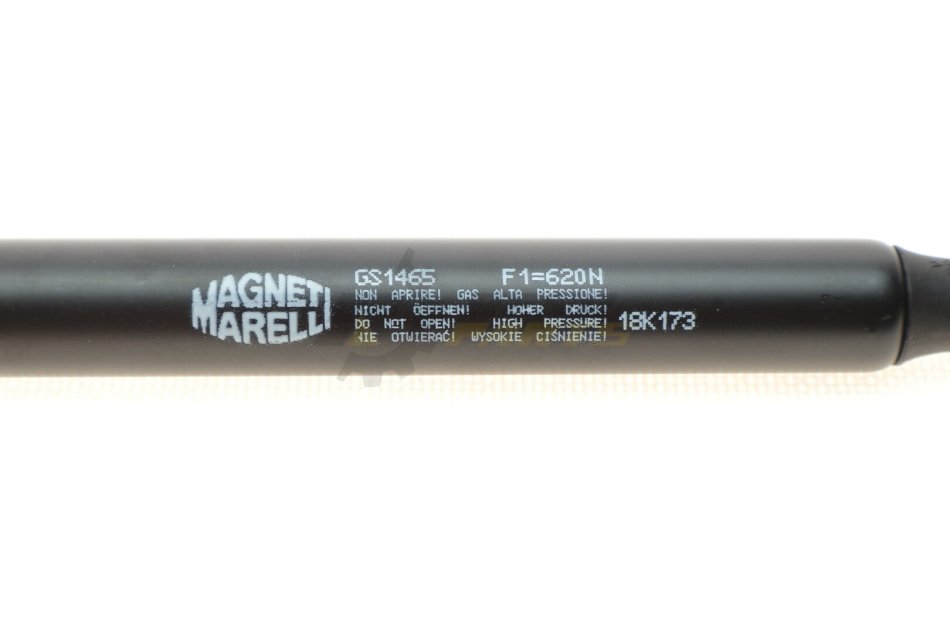 MAGNETI
MARELLI
GS1465 F1=620N
NON APRIRE! GAS ALTA PRESSIONE!
NICHT ÖFFNEN! HOHER DRUCK!
DO NOT OPEN! HIGH PRESSURE!
NIE OTWIERAĆ! WYSOKIE CIŚNIENIE!
18K173